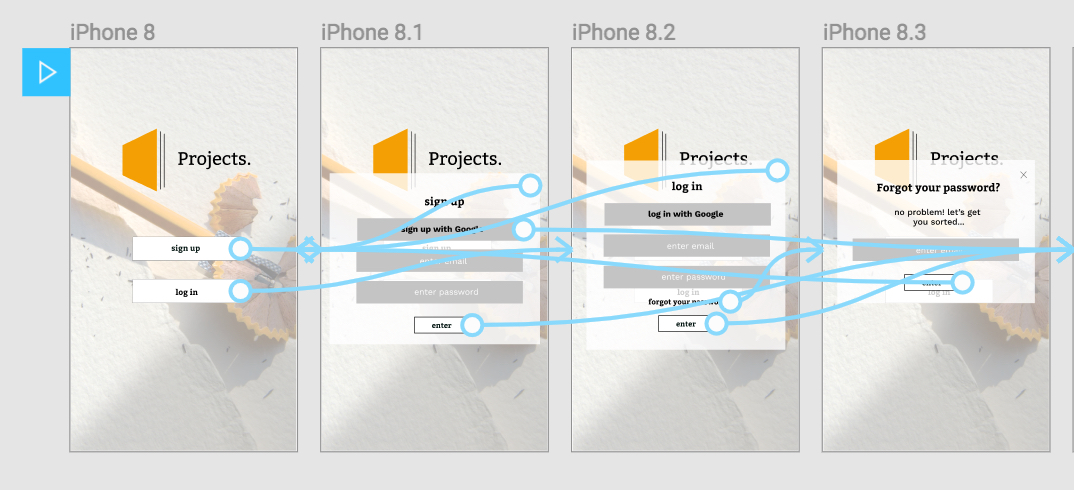 iPhone 8
iPhone 8.1
iPhone 8.2
iPhone 8.3
Projects.
sign up
log in
Projects.
sign up
sign up with Google
sign up
enter email
enter password
enter
Projects.
log in
log in with Google
enter email
enter password
log in
forgot your password
enter
Projects.
Forgot your password?
no problem! let's get
you sorted...
enter email
enter
log in